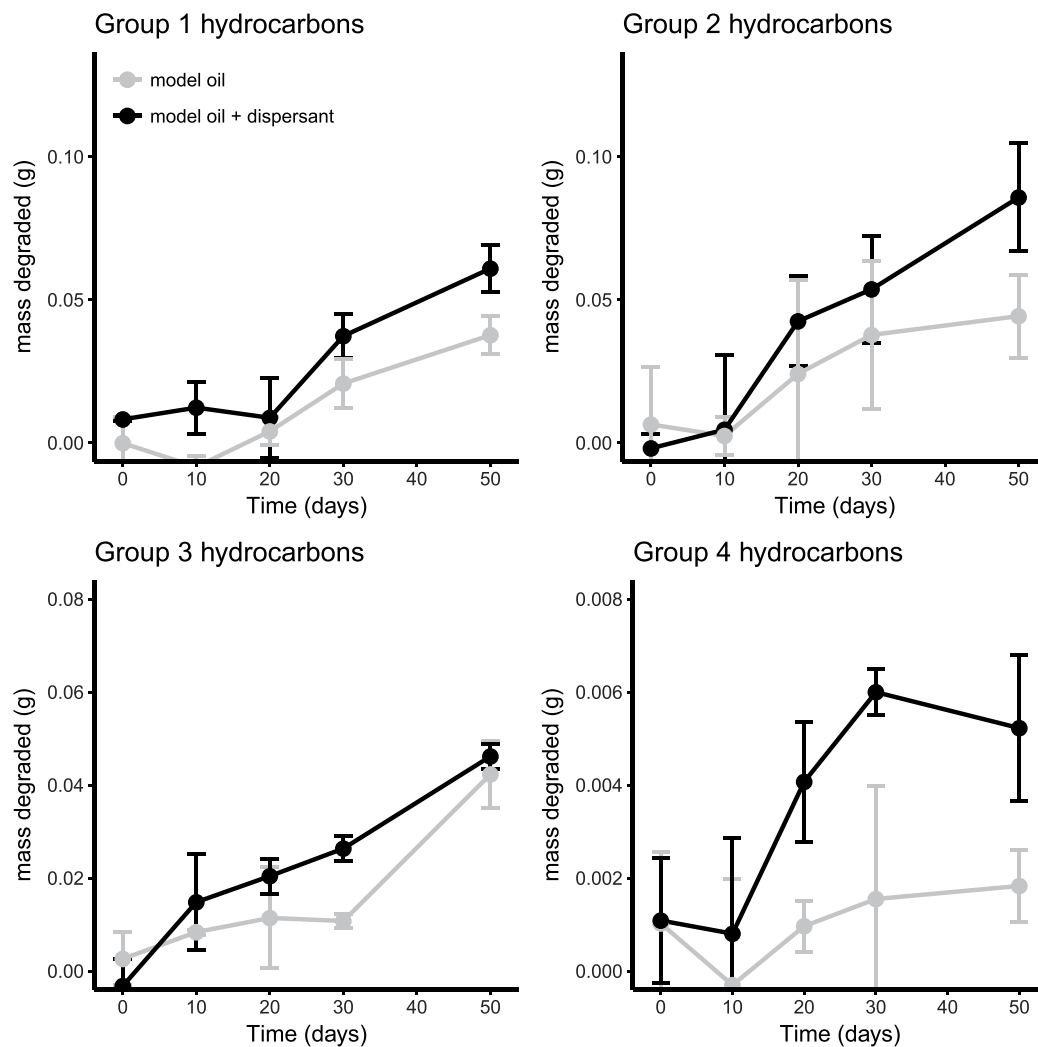 Group 1 hydrocarbons
model oil
model oil + dispersant
mass degraded (g)
0.10
0.05
0.00
0 10 20 30 40 50
Time (days)
Group 2 hydrocarbons
mass degraded (g)
0.10
0.05
0.00
0 10 20 30 40 50
Time (days)
Group 3 hydrocarbons
mass degraded (g)
0.08
0.06
0.04
0.02
0.00
0 10 20 30 40 50
Time (days)
Group 4 hydrocarbons
mass degraded (g)
0.008
0.006
0.004
0.002
0.000
0 10 20 30 40 50
Time (days)